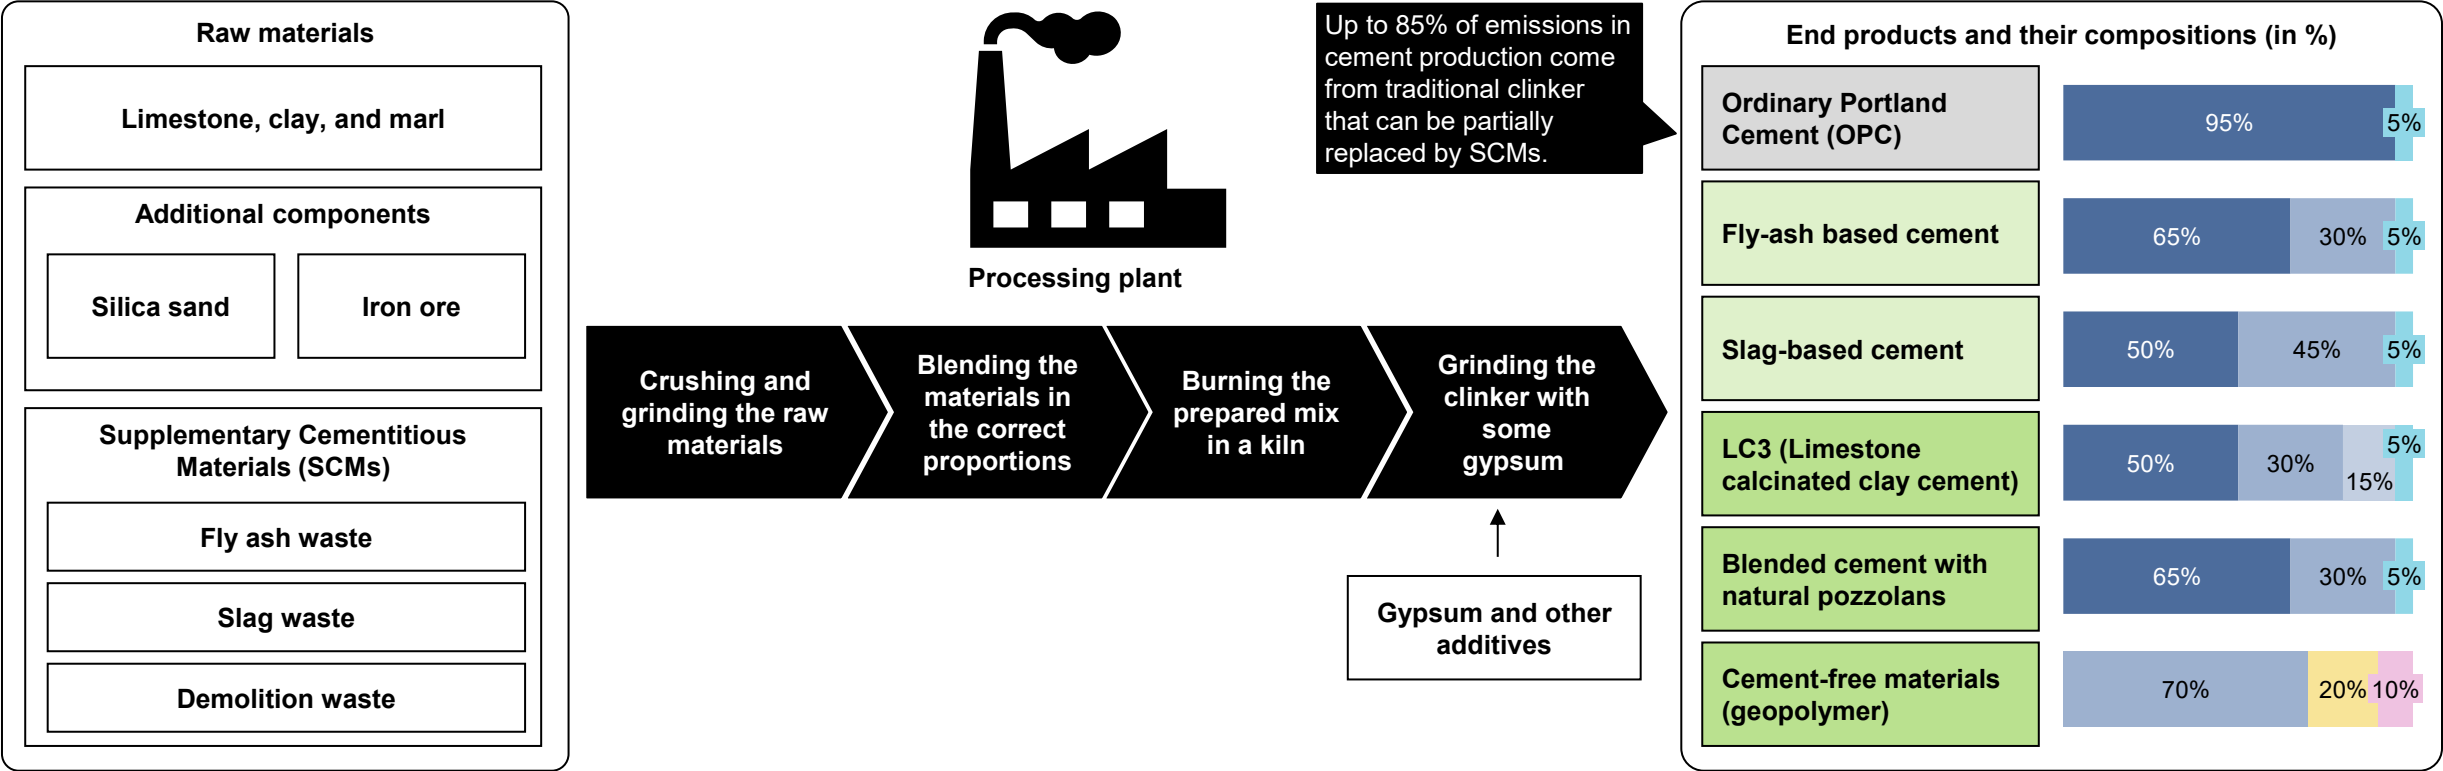 Raw materials
Limestone, clay, and marl
Additional components
Silica sand
Iron ore
Supplementary Cementitious
Materials (SCMs)
Fly ash waste
Slag waste
Demolition waste
Processing plant
Crushing and
grinding the raw
materials
Blending the
materials in
the correct
proportions
Burning the
prepared mix
in a kiln
Grinding the
clinker with
some
gypsum
Gypsum and other
additives
Up to 85% of emissions in
cement production come
from traditional clinker
that can be partially
replaced by SCMs.
End products and their compositions (in %)
Ordinary Portland
Cement (OPC)
95%
5%
Fly-ash based cement
65%
30%
5%
Slag-based cement
50%
45%
5%
LC3 (Limestone
calcinated clay cement)
50%
30%
15%
5%
Blended cement with
natural pozzolans
65%
30%
5%
Cement-free materials
(geopolymer)
70%
20%
10%